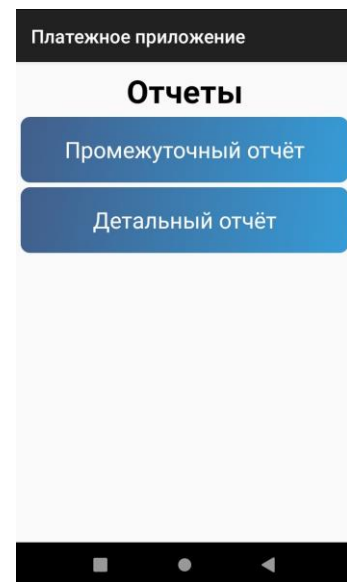 Платежное приложение
Отчеты
Промежуточный отчёт
Детальный отчёт